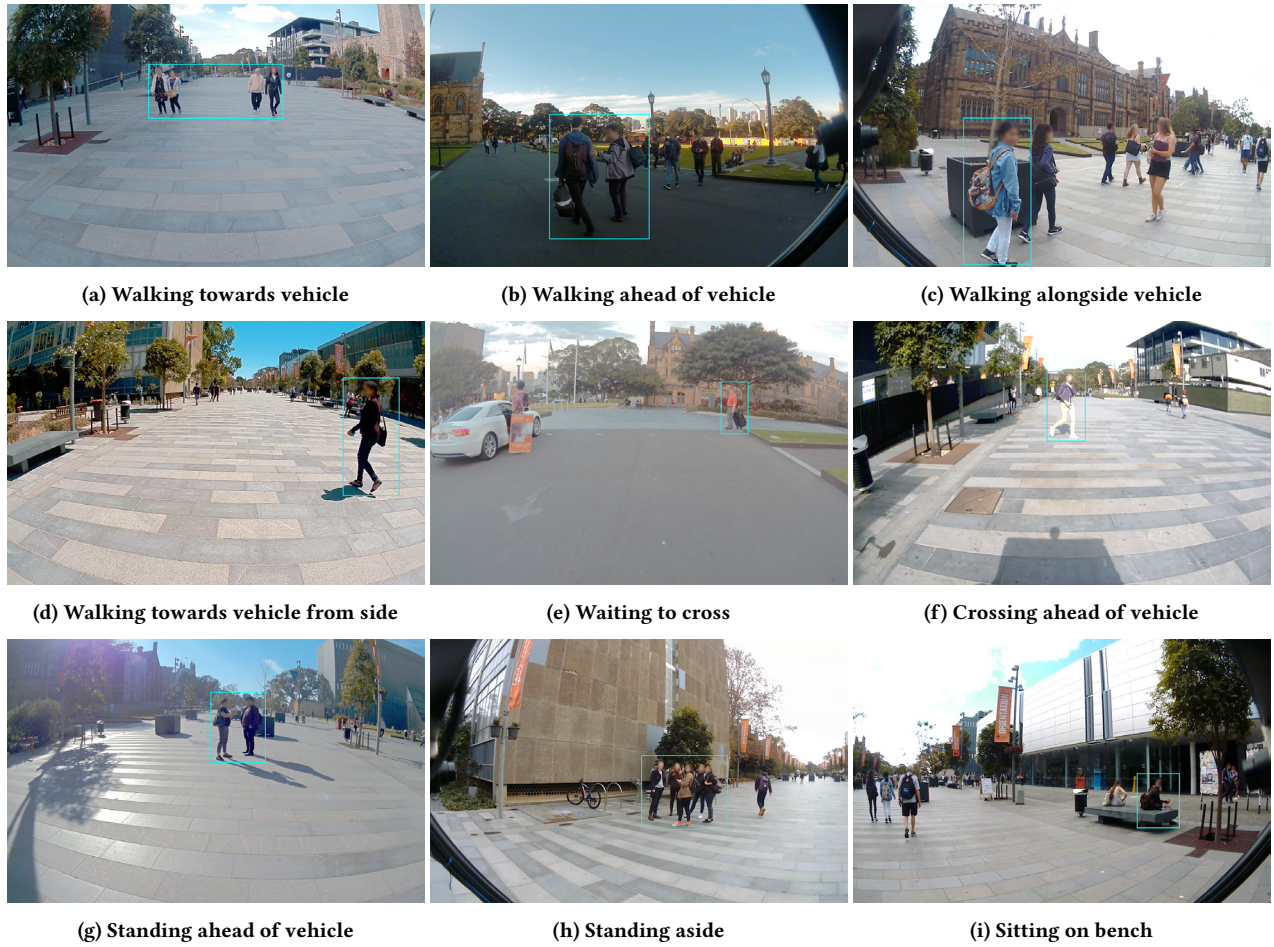 (a) Walking towards vehicle
(b) Walking ahead of vehicle
(c) Walking alongside vehicle
(d) Walking towards vehicle from side
(e) Waiting to cross
(f) Crossing ahead of vehicle
ORIENTATION
(g) Standing ahead of vehicle
(h) Standing aside
(i) Sitting on bench